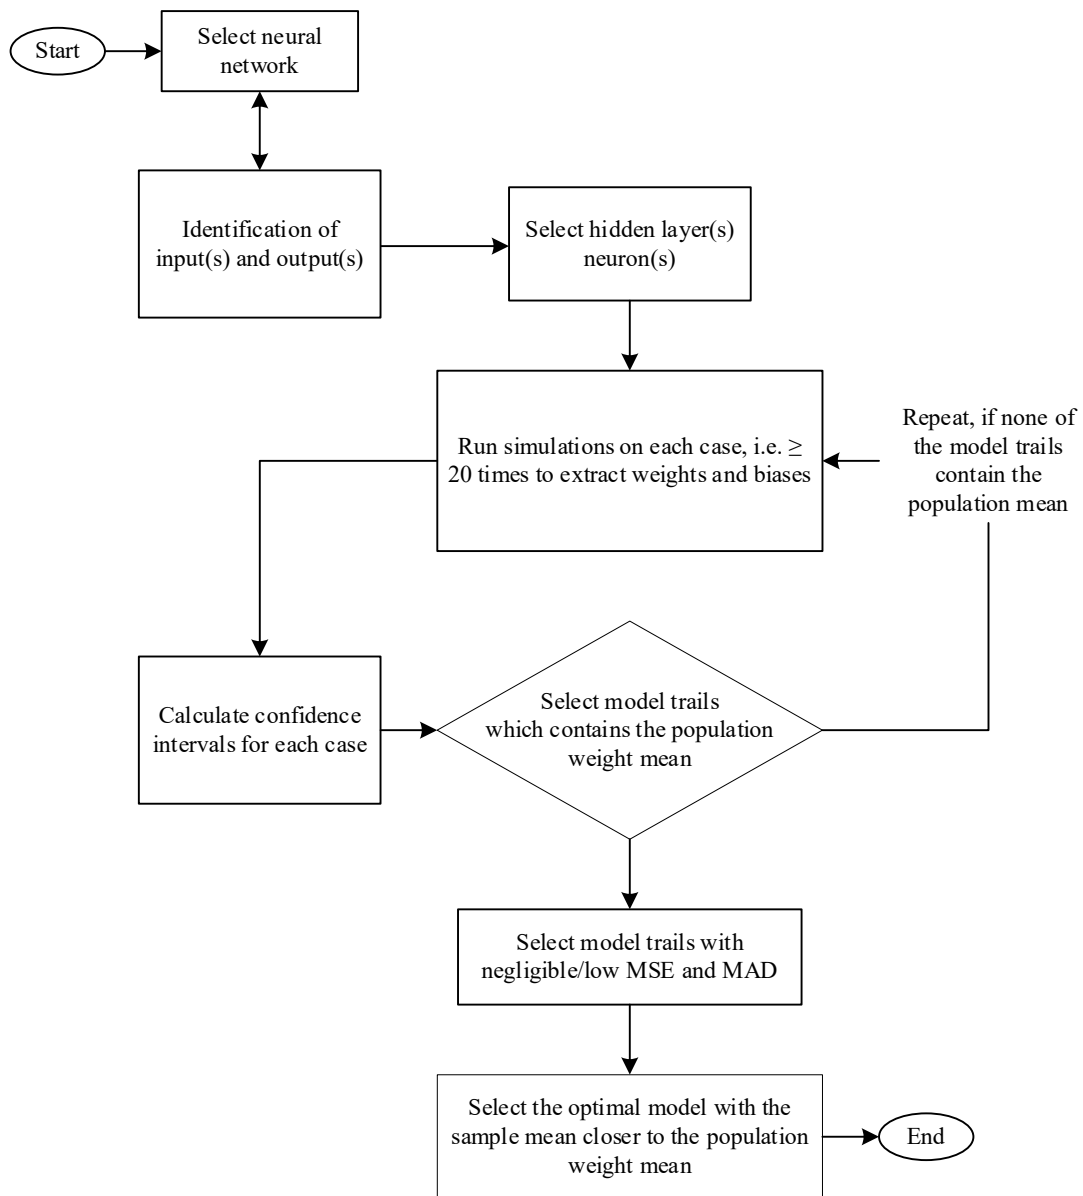 Start
Select neural
network
Identification of
input(s) and output(s)
Select hidden layer(s)
neuron(s)
Run simulations on each case, i.e. ≥
20 times to extract weights and biases
Repeat, if none of
the model trails
contain the
population mean
Calculate confidence
intervals for each case
Select model trails
which contains the population
weight mean
Select model trails with
negligible/low MSE and MAD
Select the optimal model with the
sample mean closer to the population
weight mean
End